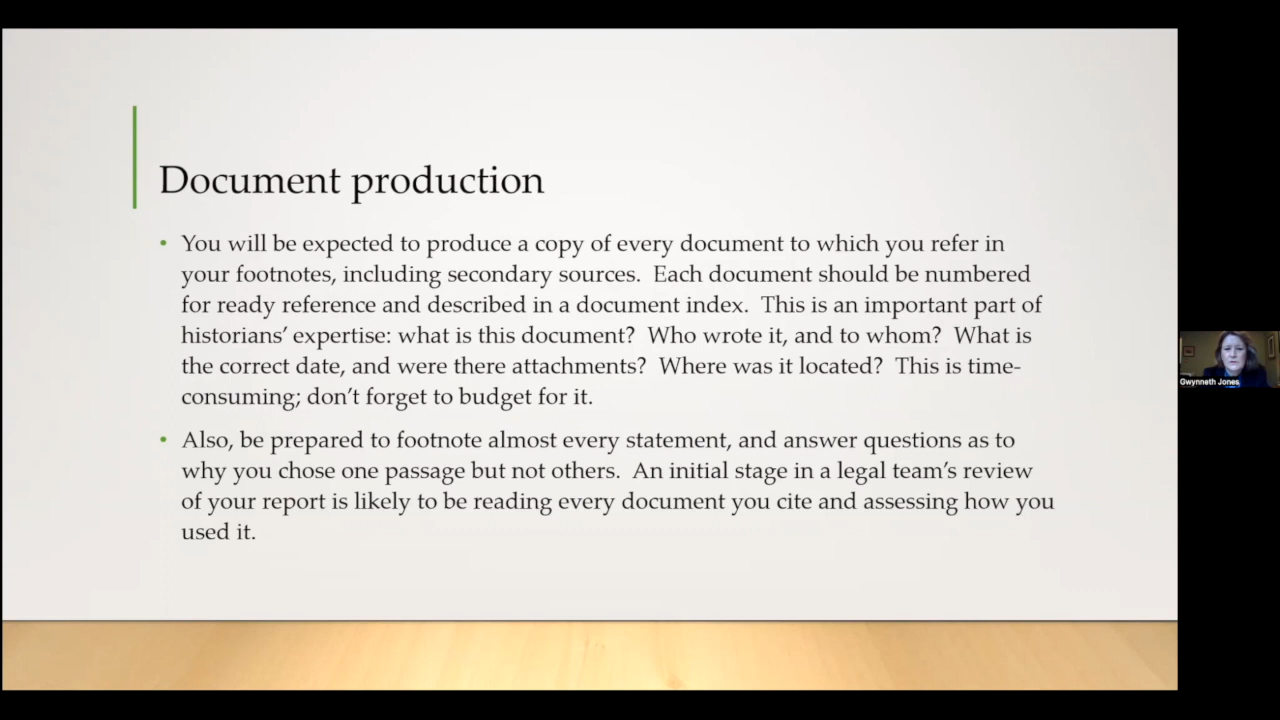 Document production
• You will be expected to produce a copy of every document to which you refer in
your footnotes, including secondary sources.  Each document should be numbered
for ready reference and described in a document index.  This is an important part of
historians’ expertise: what is this document?  Who wrote it, and to whom?  What is
the correct date, and were there attachments?  Where was it located?  This is time-
consuming; don’t forget to budget for it.
• Also, be prepared to footnote almost every statement, and answer questions as to
why you chose one passage but not others.  An initial stage in a legal team’s review
of your report is likely to be reading every document you cite and assessing how you
used it.
Gwynneth Jones